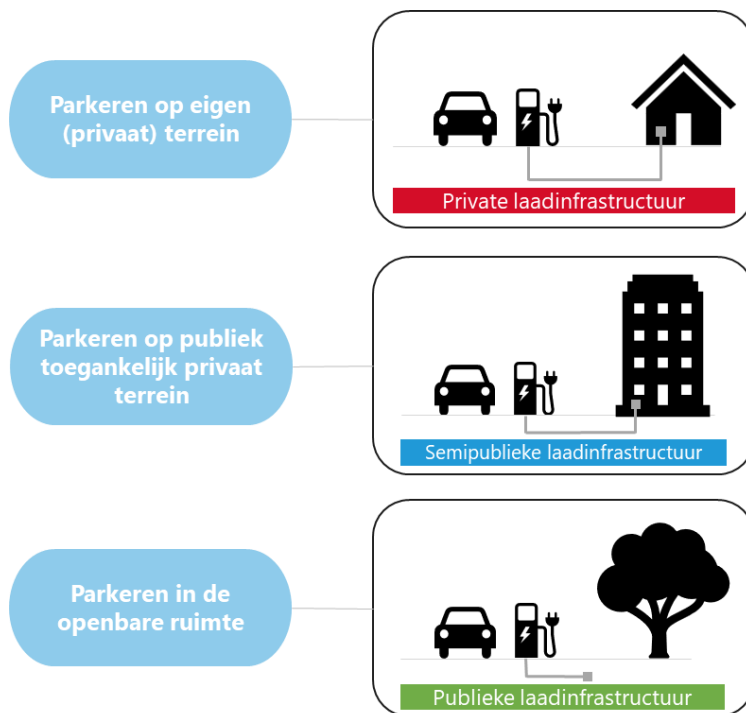 Parkeren op eigen
(privaat) terrein
Private laadinfrastructuur
Parkeren op publiek
toegankelijk privaat
terrein
Semipublieke laadinfrastructuur
Parkeren in de
openbare ruimte
Publieke laadinfrastructuur